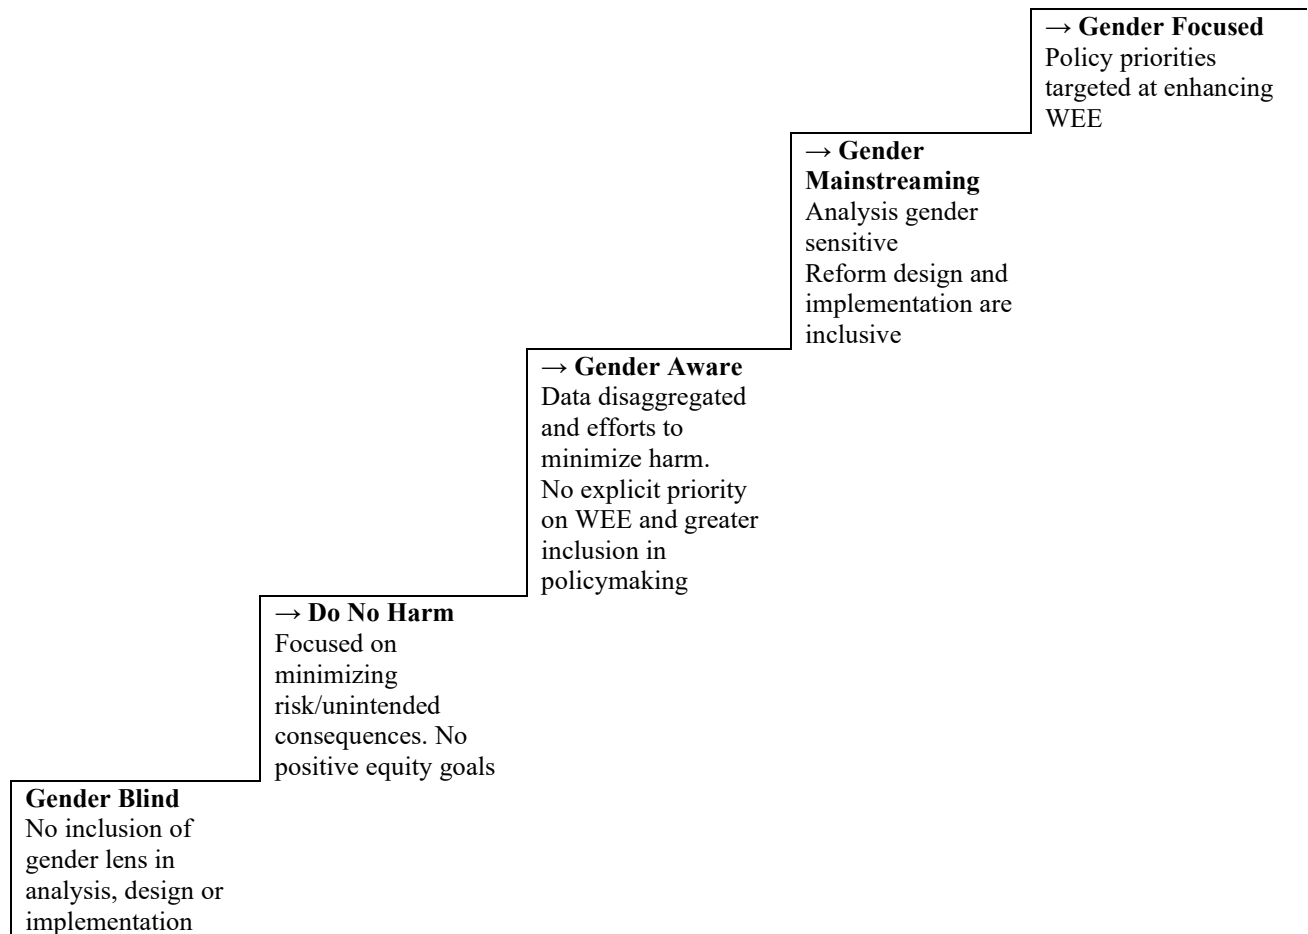 → Gender Focused
Policy priorities
targeted at enhancing
WEE
→ Gender
Mainstreaming
Analysis gender
sensitive
Reform design and
implementation are
inclusive
→ Gender Aware
Data disaggregated
and efforts to
minimize harm.
No explicit priority
on WEE and greater
inclusion in
policymaking
→ Do No Harm
Focused on
minimizing
risk/unintended
consequences. No
positive equity goals
Gender Blind
No inclusion of
gender lens in
analysis, design or
implementation